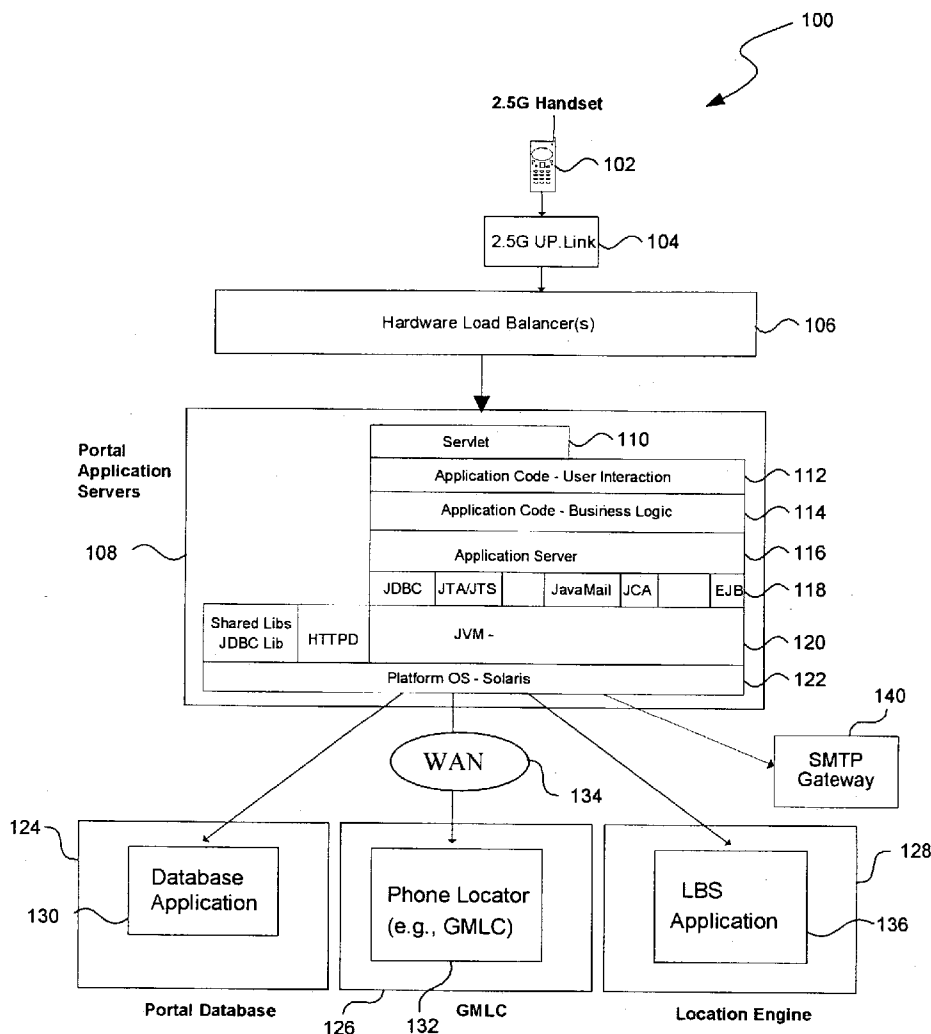 100
2.5G Handset
102
2.5G UP.Link
104
Hardware Load Balancer(s)
106
Portal
Application
Servers
108
Servlet
110
Application Code - User Interaction
112
Application Code - Business Logic
114
Application Server
116
JDBC
JTA/JTS
JavaMail
JCA
EJB
118
Shared Libs
JDBC Lib
HTTPD
JVM -
120
Platform OS - Solaris
122
140
SMTP
Gateway
WAN
134
124
Database
Application
130
Portal Database
Phone Locator
(e.g., GMLC)
126
132
GMLC
128
LBS
Application
136
Location Engine